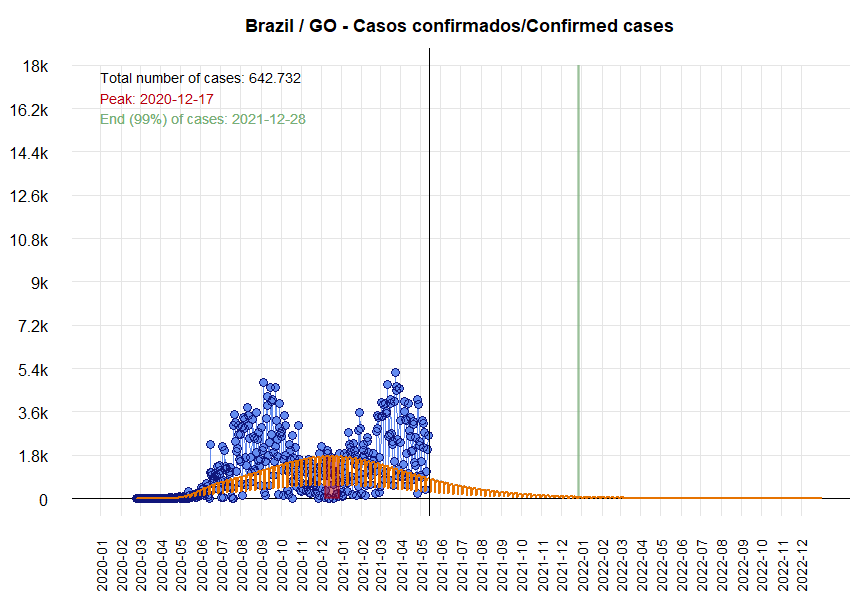 Brazil / GO - Casos confirmados/Confirmed cases
18k
16.2k
14.4k
12.6k
10.8k
9k
7.2k
5.4k
3.6k
1.8k
0
Total number of cases: 642.732
Peak: 2020-12-17
End (99%) of cases: 2021-12-28
2020-01
2020-02
2020-03
2020-04
2020-05
2020-06
2020-07
2020-08
2020-09
2020-10
2020-11
2020-12
2021-01
2021-02
2021-03
2021-04
2021-05
2021-06
2021-07
2021-08
2021-09
2021-10
2021-11
2021-12
2022-01
2022-02
2022-03
2022-04
2022-05
2022-06
2022-07
2022-08
2022-09
2022-10
2022-11
2022-12